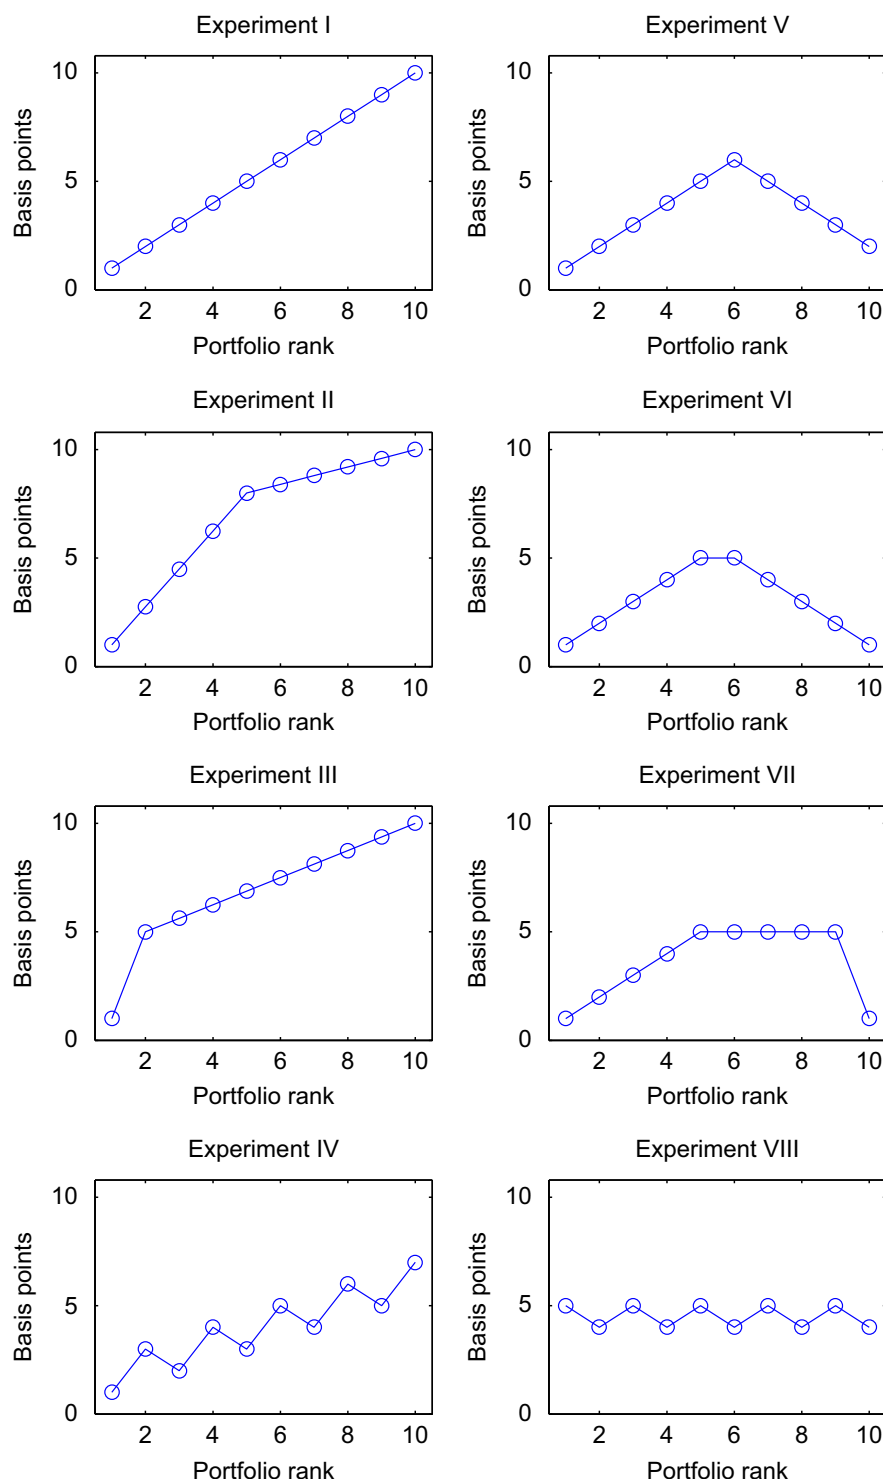 Experiment I
Basis points
10
5
0
2 4 6 8 10
Portfolio rank
Experiment V
Basis points
10
5
0
2 4 6 8 10
Portfolio rank
Experiment II
Basis points
10
5
0
2 4 6 8 10
Portfolio rank
Experiment VI
Basis points
10
5
0
2 4 6 8 10
Portfolio rank
Experiment III
Basis points
10
5
0
2 4 6 8 10
Portfolio rank
Experiment VII
Basis points
10
5
0
2 4 6 8 10
Portfolio rank
Experiment IV
Basis points
10
5
0
2 4 6 8 10
Portfolio rank
Experiment VIII
Basis points
10
5
0
2 4 6 8 10
Portfolio rank